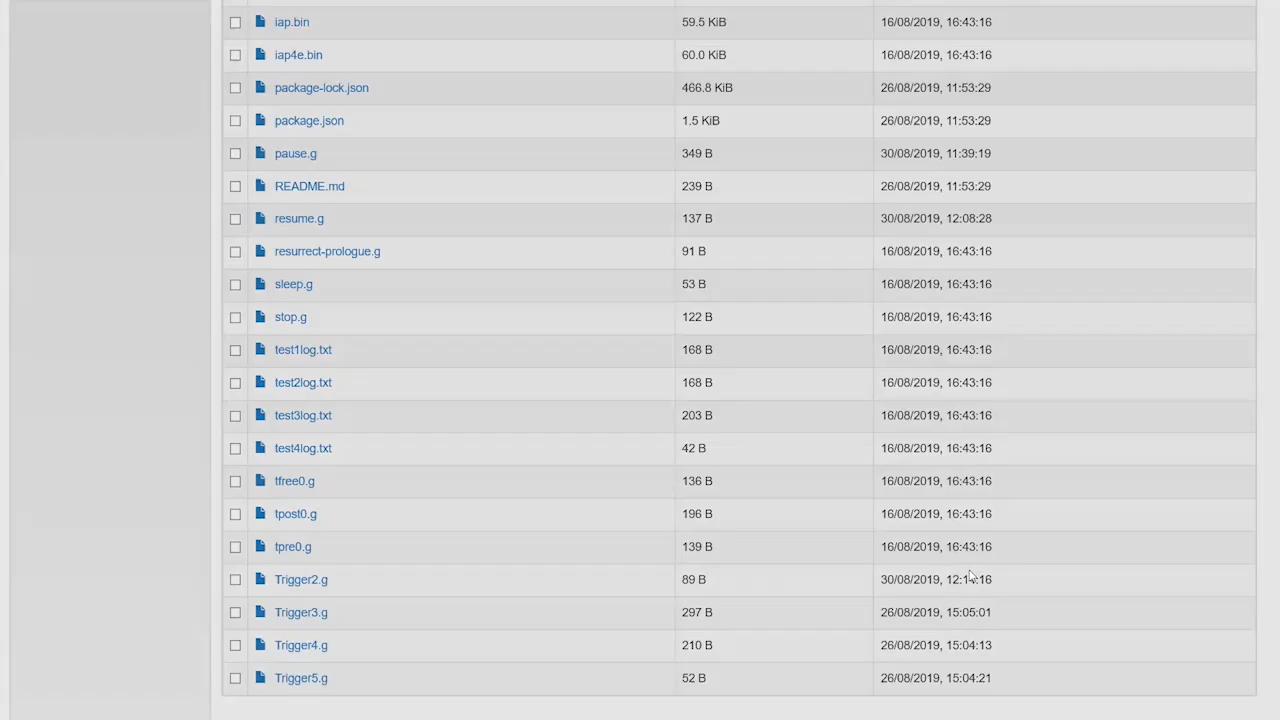 iap.bin 59.5 KiB 16/08/2019, 16:43:16
iap4e.bin 60.0 KiB 16/08/2019, 16:43:16
package-lock.json 466.8 KiB 26/08/2019, 11:53:29
package.json 1.5 KiB 26/08/2019, 11:53:29
pause.g 349 B 30/08/2019, 11:39:19
README.md 239 B 26/08/2019, 11:53:29
resume.g 137 B 30/08/2019, 12:08:28
resurrect-prologue.g 91 B 16/08/2019, 16:43:16
sleep.g 53 B 16/08/2019, 16:43:16
stop.g 122 B 16/08/2019, 16:43:16
test1log.txt 168 B 16/08/2019, 16:43:16
test2log.txt 168 B 16/08/2019, 16:43:16
test3log.txt 203 B 16/08/2019, 16:43:16
test4log.txt 42 B 16/08/2019, 16:43:16
tfree0.g 136 B 16/08/2019, 16:43:16
tpost0.g 196 B 16/08/2019, 16:43:16
tpre0.g 139 B 16/08/2019, 16:43:16
Trigger2.g 89 B 30/08/2019,
Trigger3.g 297 B 26/08/2019, 15:05:01
Trigger4.g 210 B 26/08/2019, 15:04:13
Trigger5.g 52 B 26/08/2019, 15:04:21